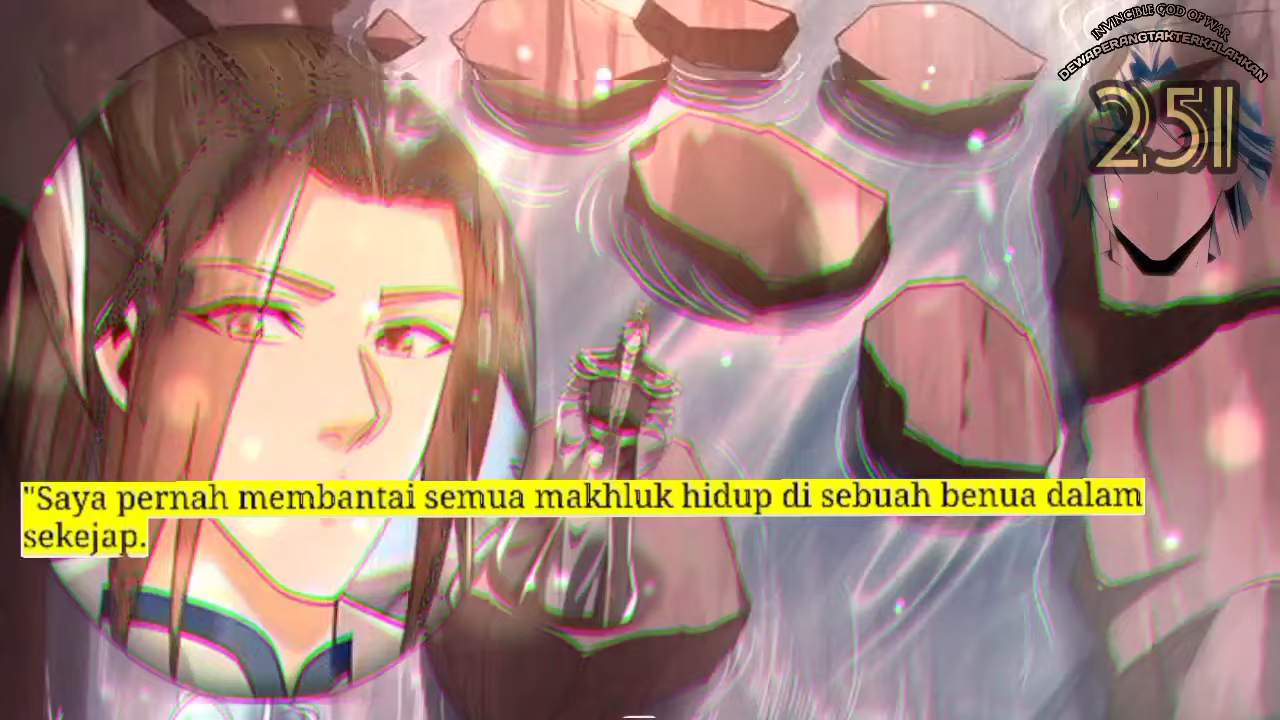 INVINCIBLE GOD OF WAR
DEWAPERANGTAKTERKALAHKAN
251
"Saya pernah membantai semua makhluk hidup di sebuah benua dalam
sekejap.